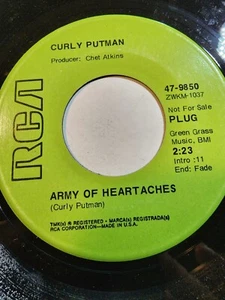 CURLY PUTMAN
Producer: Chet Atkins
47-9850
ZWKM-1037
Not For Sale
PLUG
Green Grass
Music, BMI
2:23
Intro :11
End: Fade
RCA
ARMY OF HEARTACHES
(Curly Putman)
TMK(s) ® REGISTERED • MARCA(s) REGISTRADA(s)
RCA CORPORATION—MADE IN U.S.A.